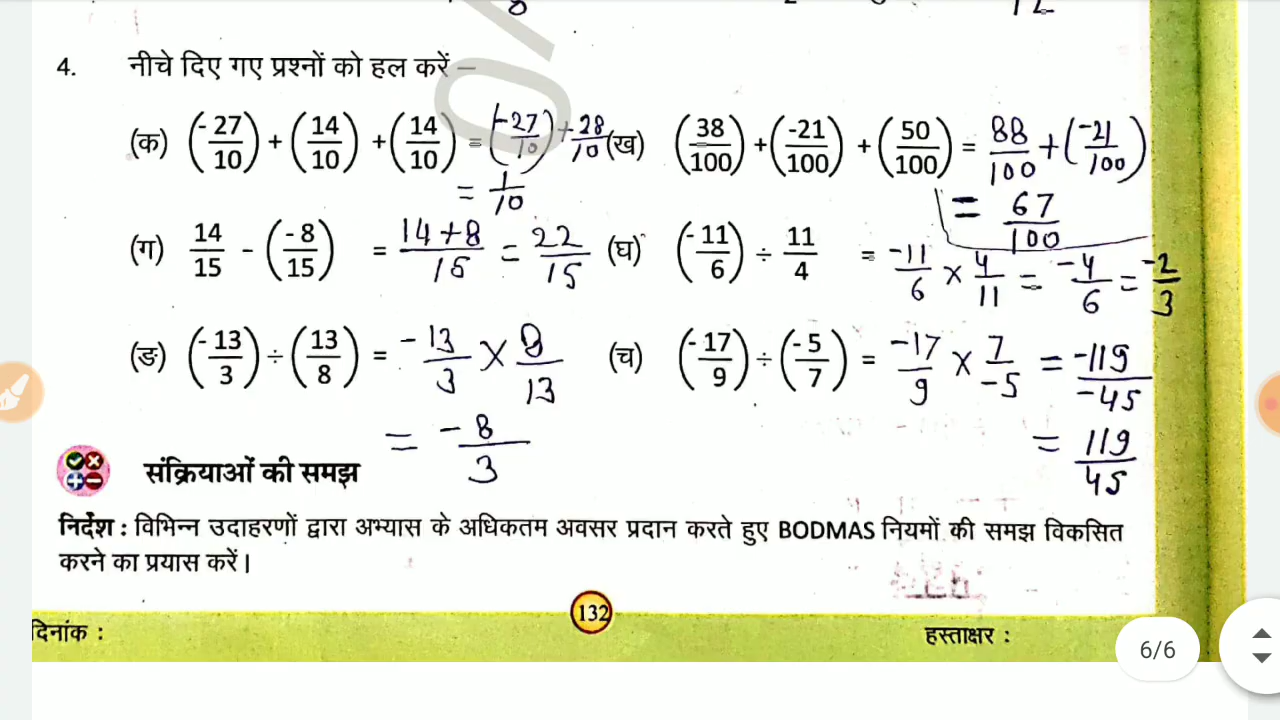 8 2 12
4. नीचे दिए गए प्रश्नों को हल करें –
(क) (-27/10) + (14/10) + (14/10) = (-27/10) + 28/10 (ख) (38/100) + (-21/100) + (50/100) = 88/100 + (-21/100)
= 1/10 = 67/100
(ग) 14/15 - (-8/15) = 14+8/15 = 22/15 (घ) (-11/6) ÷ 11/4 = -11/6 × 4/11 = -4/6 = -2/3
(ङ) (-13/3) ÷ (13/8) = -13/3 × 8/13 (च) (-17/9) ÷ (-5/7) = -17/9 × 7/-5 = -119/-45
= -8/3 = 119/45
संक्रियाओं की समझ
निर्देश : विभिन्न उदाहरणों द्वारा अभ्यास के अधिकतम अवसर प्रदान करते हुए BODMAS नियमों की समझ विकसित
करने का प्रयास करें।
132
दिनांक : हस्ताक्षर :
6/6